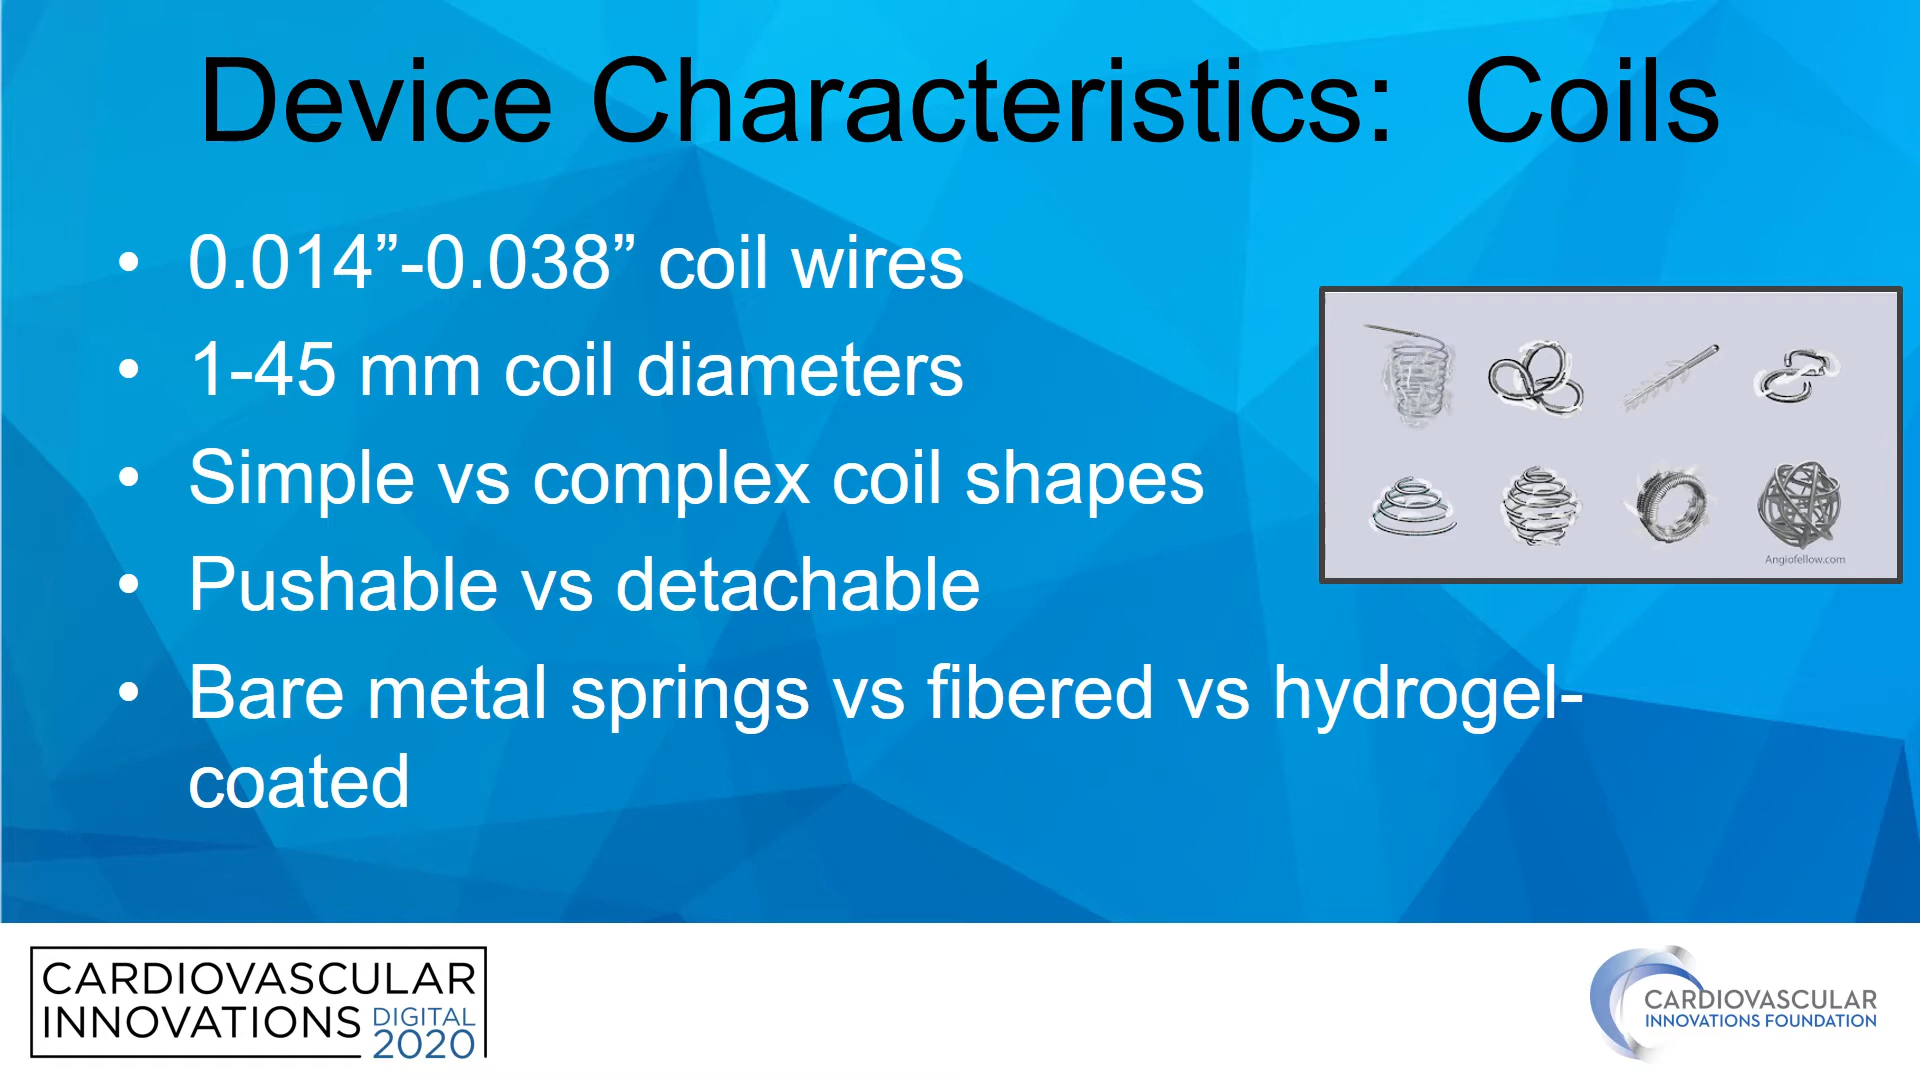 Device Characteristics:  Coils
• 0.014”-0.038” coil wires
• 1-45 mm coil diameters
• Simple vs complex coil shapes
• Pushable vs detachable
• Bare metal springs vs fibered vs hydrogel-
coated
Angiofellow.com
CARDIOVASCULAR
INNOVATIONS DIGITAL
2020
CARDIOVASCULAR
INNOVATIONS FOUNDATION